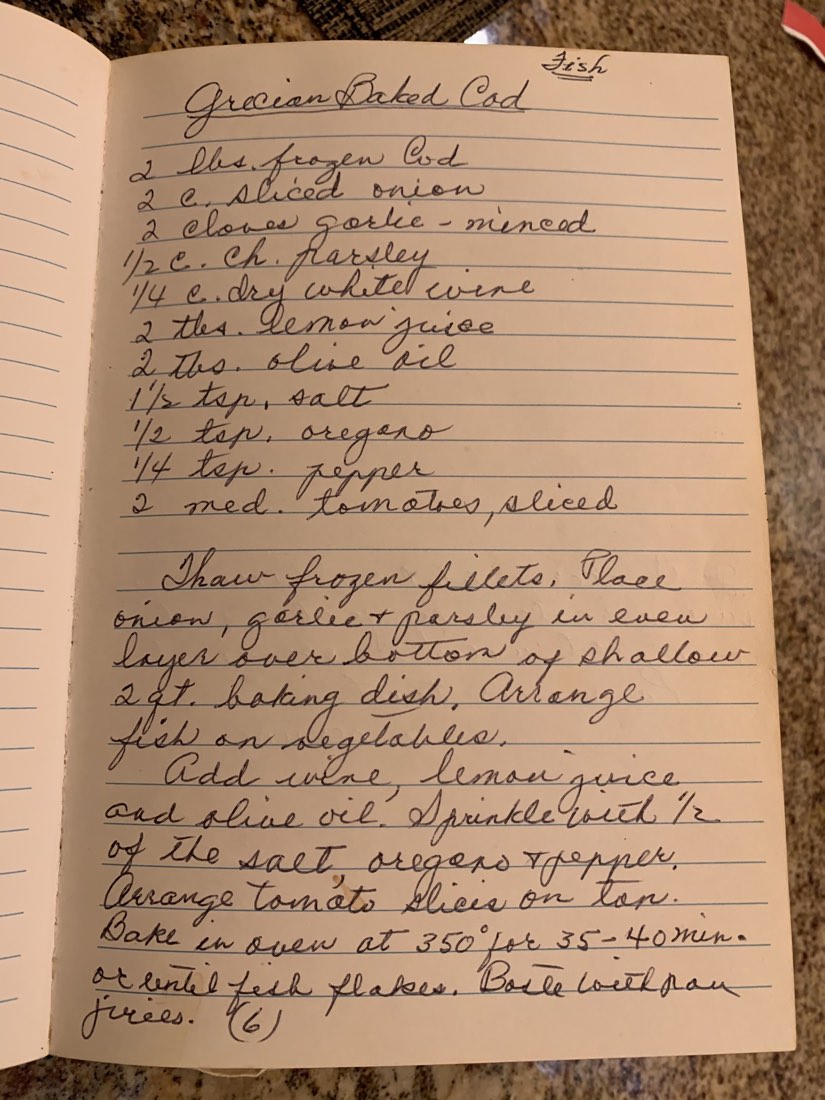 Fish
Grecian Baked Cod
2 lbs. frozen Cod
2 c. sliced onion
2 cloves garlic - minced
1/2 c. ch. parsley
1/4 c. dry white wine
2 tbs. lemon juice
2 tbs. olive oil
1 1/2 tsp. salt
1/2 tsp. oregano
1/4 tsp. pepper
2 med. tomatoes, sliced
Thaw frozen fillets. Place
onion, garlic + parsley in even
layer over bottom of shallow
2 qt. baking dish. Arrange
fish on vegetables.
Add wine, lemon juice
and olive oil. Sprinkle with 1/2
of the salt, oregano + pepper.
Arrange tomato slices on top.
Bake in oven at 350° for 35-40 min.
or until fish flakes. Baste with pan
juices. (6)